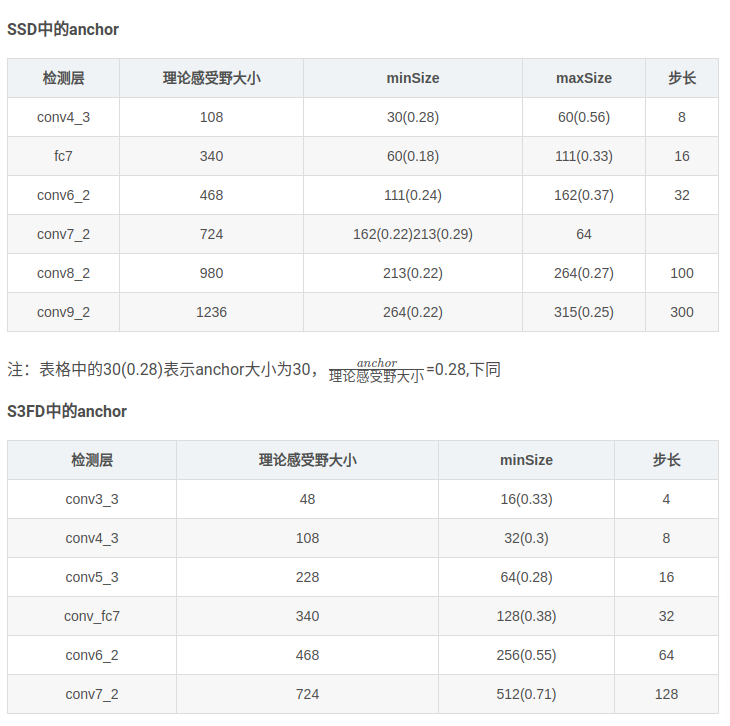 SSD中的anchor
检测层 理论感受野大小 minSize maxSize 步长
conv4_3 108 30(0.28) 60(0.56) 8
fc7 340 60(0.18) 111(0.33) 16
conv6_2 468 111(0.24) 162(0.37) 32
conv7_2 724 162(0.22)213(0.29) 64
conv8_2 980 213(0.22) 264(0.27) 100
conv9_2 1236 264(0.22) 315(0.25) 300
注：表格中的30(0.28)表示anchor大小为30，anchor/理论感受野大小=0.28,下同
S3FD中的anchor
检测层 理论感受野大小 minSize 步长
conv3_3 48 16(0.33) 4
conv4_3 108 32(0.3) 8
conv5_3 228 64(0.28) 16
conv_fc7 340 128(0.38) 32
conv6_2 468 256(0.55) 64
conv7_2 724 512(0.71) 128